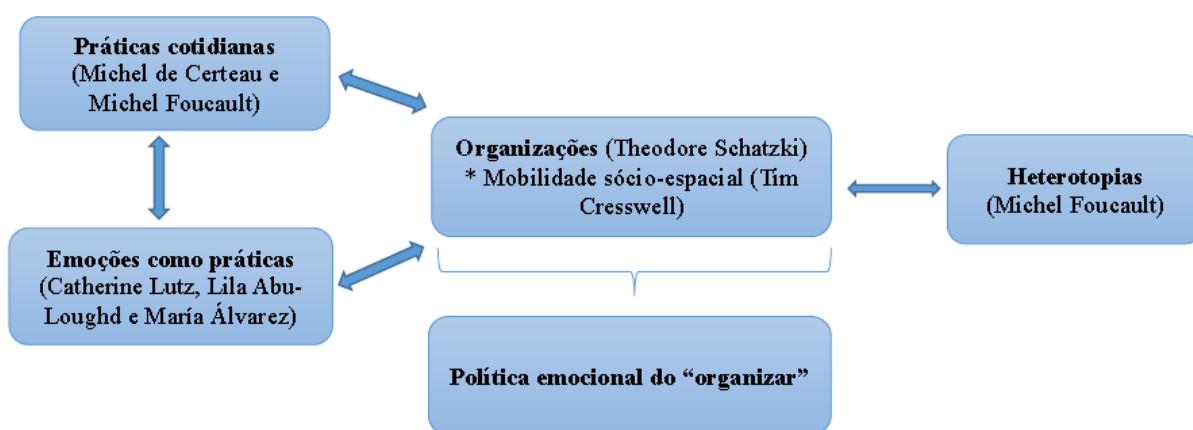 Práticas cotidianas
(Michel de Certeau e
Michel Foucault)
Emoções como práticas
(Catherine Lutz, Lila Abu-
Loughd e María Álvarez)
Organizações (Theodore Schatzki)
* Mobilidade sócio-espacial (Tim
Cresswell)
Política emocional do “organizar”
Heterotopias
(Michel Foucault)